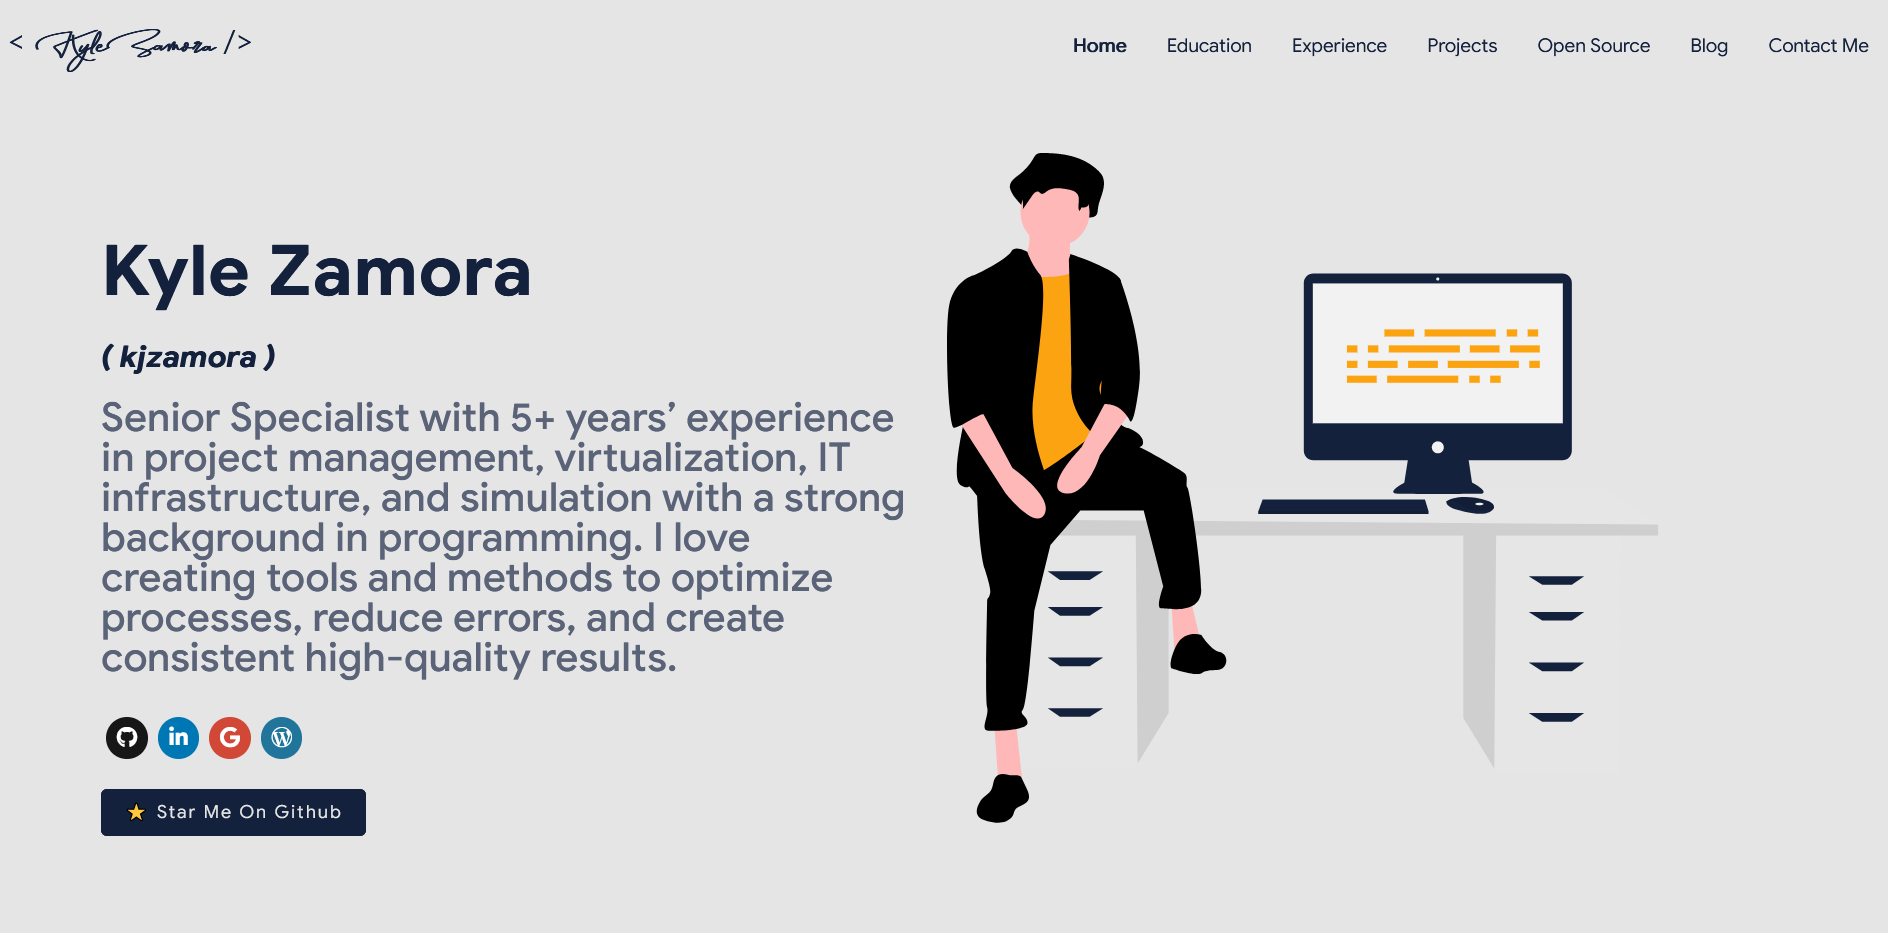 < Kyle Zamora />
Home Education Experience Projects Open Source Blog Contact Me
Kyle Zamora
( kjzamora )
Senior Specialist with 5+ years’ experience
in project management, virtualization, IT
infrastructure, and simulation with a strong
background in programming. I love
creating tools and methods to optimize
processes, reduce errors, and create
consistent high-quality results.
in G W
Star Me On Github